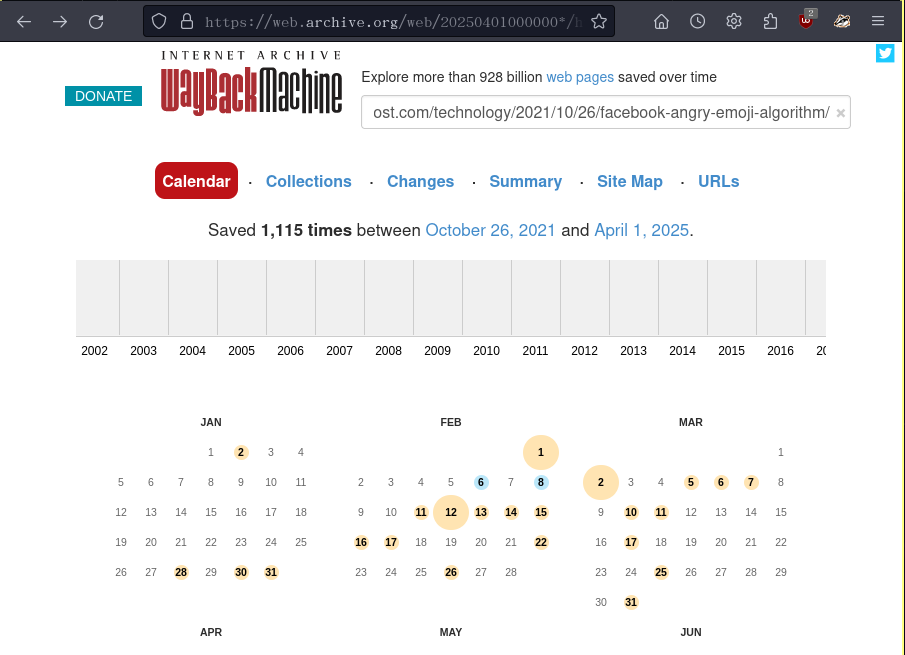 https://web.archive.org/web/20250401000000*/
2
INTERNET ARCHIVE
WayBackMachine
DONATE
Explore more than 928 billion web pages saved over time
ost.com/technology/2021/10/26/facebook-angry-emoji-algorithm/ ×
Calendar · Collections · Changes · Summary · Site Map · URLs
Saved 1,115 times between October 26, 2021 and April 1, 2025.
2002 2003 2004 2005 2006 2007 2008 2009 2010 2011 2012 2013 2014 2015 2016 20
JAN
1 2 3 4
5 6 7 8 9 10 11
12 13 14 15 16 17 18
19 20 21 22 23 24 25
26 27 28 29 30 31
FEB
1
2 3 4 5 6 7 8
9 10 11 12 13 14 15
16 17 18 19 20 21 22
23 24 25 26 27 28
MAR
1
2 3 4 5 6 7 8
9 10 11 12 13 14 15
16 17 18 19 20 21 22
23 24 25 26 27 28 29
30 31
APR
MAY
JUN